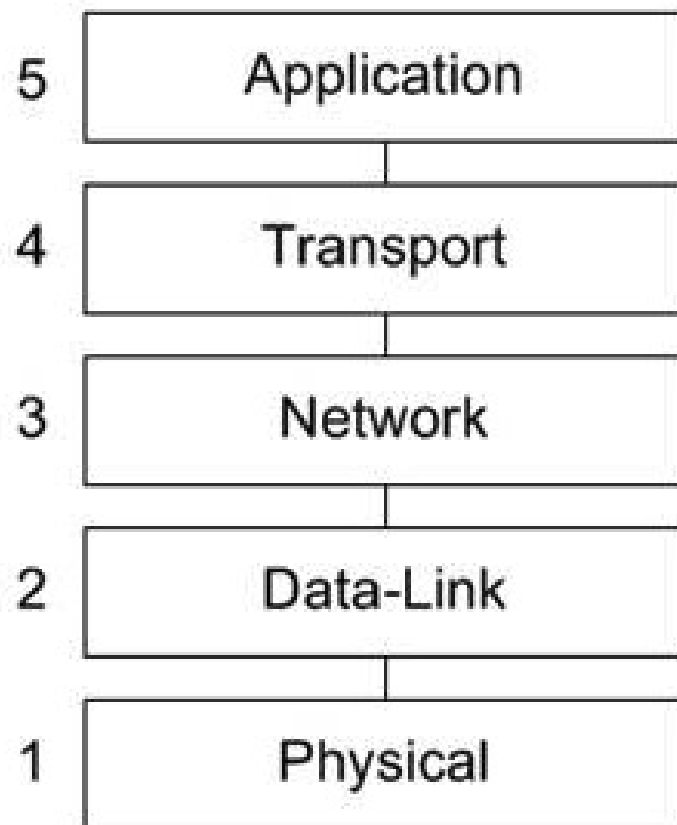 5 Application
4 Transport
3 Network
2 Data-Link
1 Physical